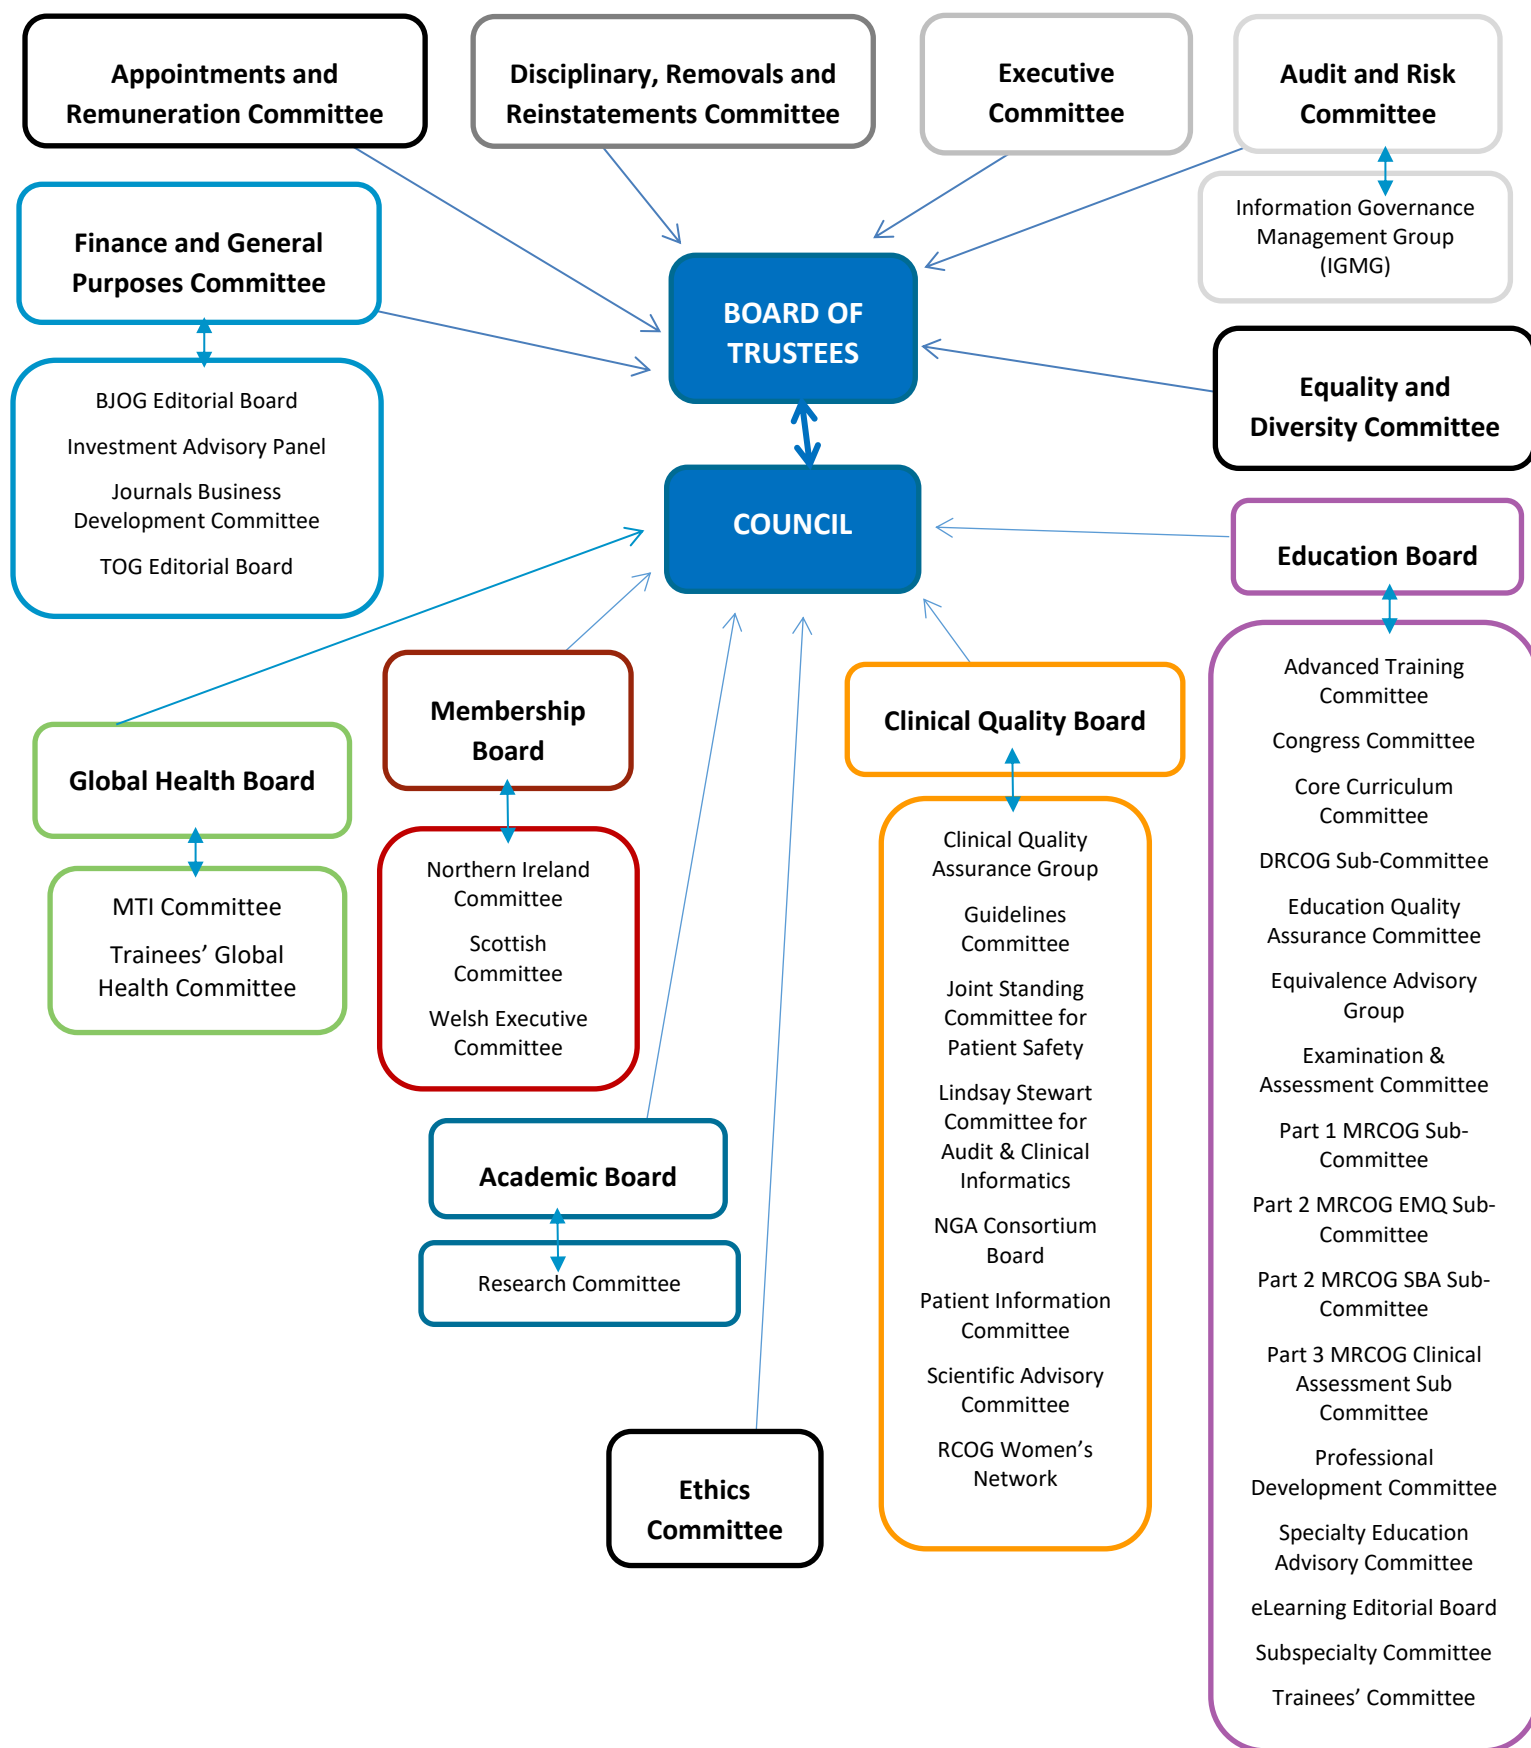 Appointments and
Remuneration Committee
Disciplinary, Removals and
Reinstatements Committee
Executive
Committee
Audit and Risk
Committee
Information Governance
Management Group
(IGMG)
Finance and General
Purposes Committee
BJOG Editorial Board
Investment Advisory Panel
Journals Business
Development Committee
TOG Editorial Board
BOARD OF
TRUSTEES
Equality and
Diversity Committee
COUNCIL
Education Board
Advanced Training
Committee
Congress Committee
Core Curriculum
Committee
DRCOG Sub-Committee
Education Quality
Assurance Committee
Equivalence Advisory
Group
Examination &
Assessment Committee
Part 1 MRCOG Sub-
Committee
Part 2 MRCOG EMQ Sub-
Committee
Part 2 MRCOG SBA Sub-
Committee
Part 3 MRCOG Clinical
Assessment Sub
Committee
Professional
Development Committee
Specialty Education
Advisory Committee
eLearning Editorial Board
Subspecialty Committee
Trainees’ Committee
Global Health Board
MTI Committee
Trainees’ Global
Health Committee
Membership
Board
Northern Ireland
Committee
Scottish
Committee
Welsh Executive
Committee
Clinical Quality Board
Clinical Quality
Assurance Group
Guidelines
Committee
Joint Standing
Committee for
Patient Safety
Lindsay Stewart
Committee for
Audit & Clinical
Informatics
NGA Consortium
Board
Patient Information
Committee
Scientific Advisory
Committee
RCOG Women’s
Network
Academic Board
Research Committee
Ethics
Committee